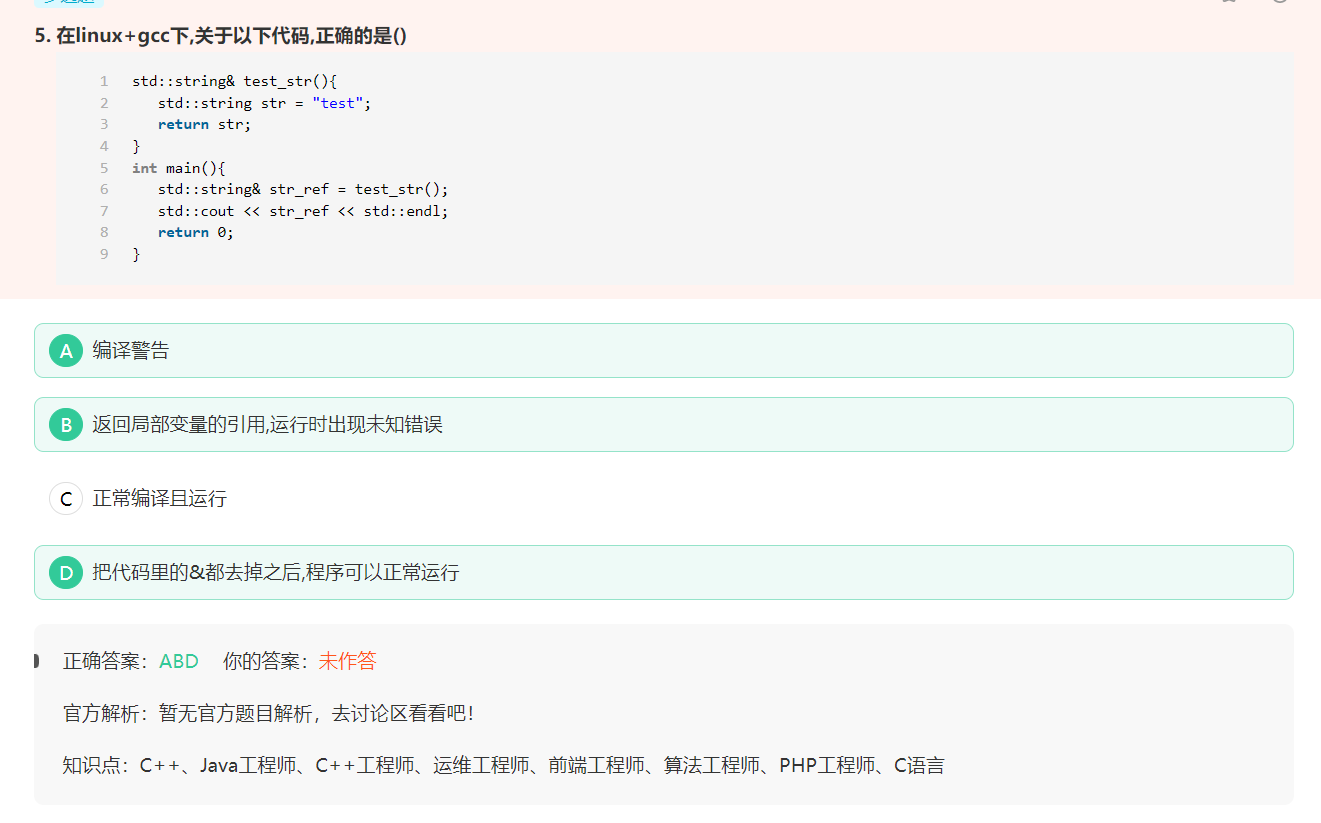 5. 在linux+gcc下,关于以下代码,正确的是()
1 std::string& test_str(){
2 std::string str = "test";
3 return str;
4 }
5 int main(){
6 std::string& str_ref = test_str();
7 std::cout << str_ref << std::endl;
8 return 0;
9 }
A 编译警告
B 返回局部变量的引用,运行时出现未知错误
C 正常编译且运行
D 把代码里的&都去掉之后,程序可以正常运行
正确答案：ABD 你的答案：未作答
官方解析：暂无官方题目解析，去讨论区看看吧！
知识点：C++、Java工程师、C++工程师、运维工程师、前端工程师、算法工程师、PHP工程师、C语言